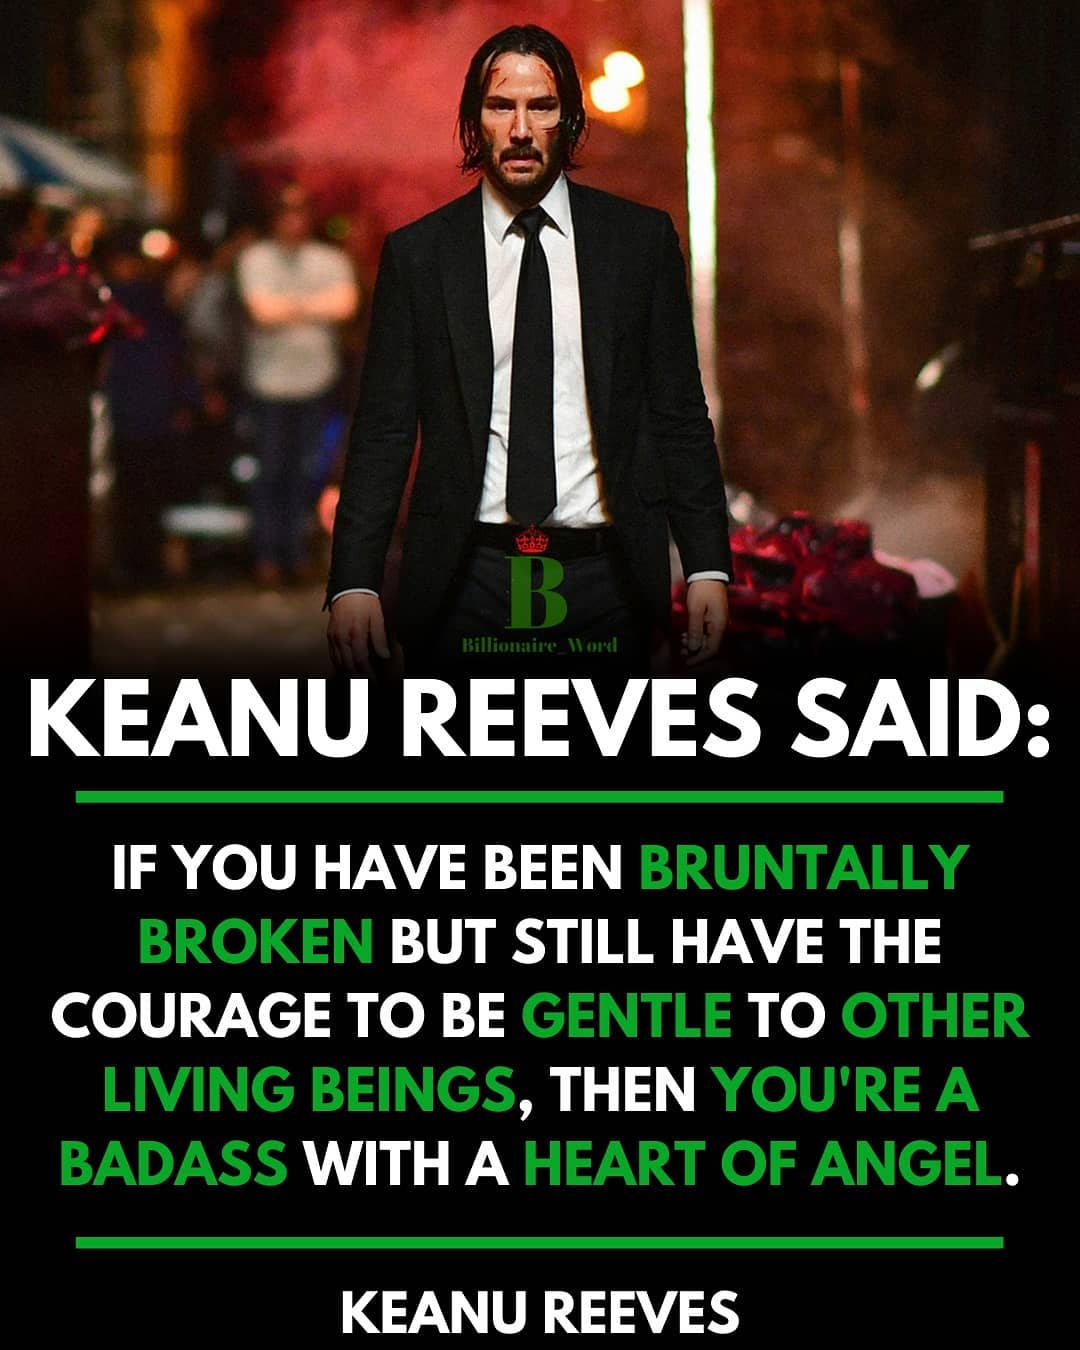 B
Billionaire_Word
KEANU REEVES SAID:
IF YOU HAVE BEEN BRUNTALLY
BROKEN BUT STILL HAVE THE
COURAGE TO BE GENTLE TO OTHER
LIVING BEINGS, THEN YOU'RE A
BADASS WITH A HEART OF ANGEL.
KEANU REEVES